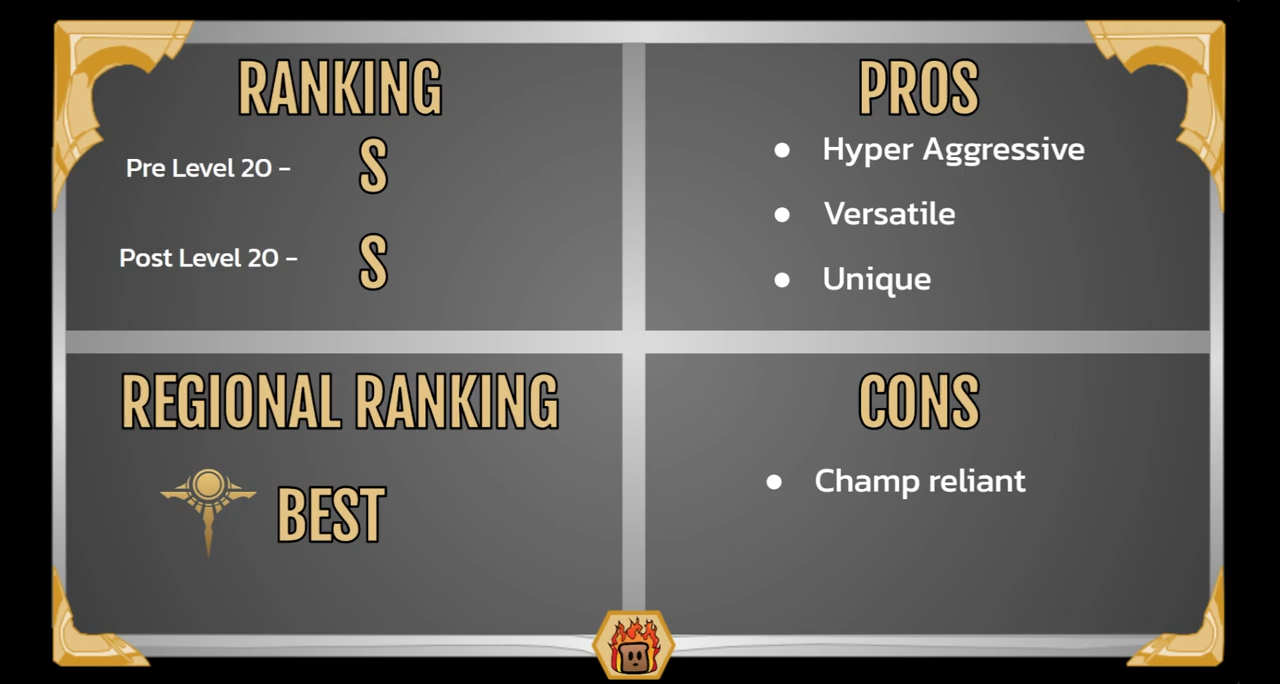 RANKING
Pre Level 20 - S
Post Level 20 - S
PROS
• Hyper Aggressive
• Versatile
• Unique
REGIONAL RANKING
BEST
CONS
• Champ reliant